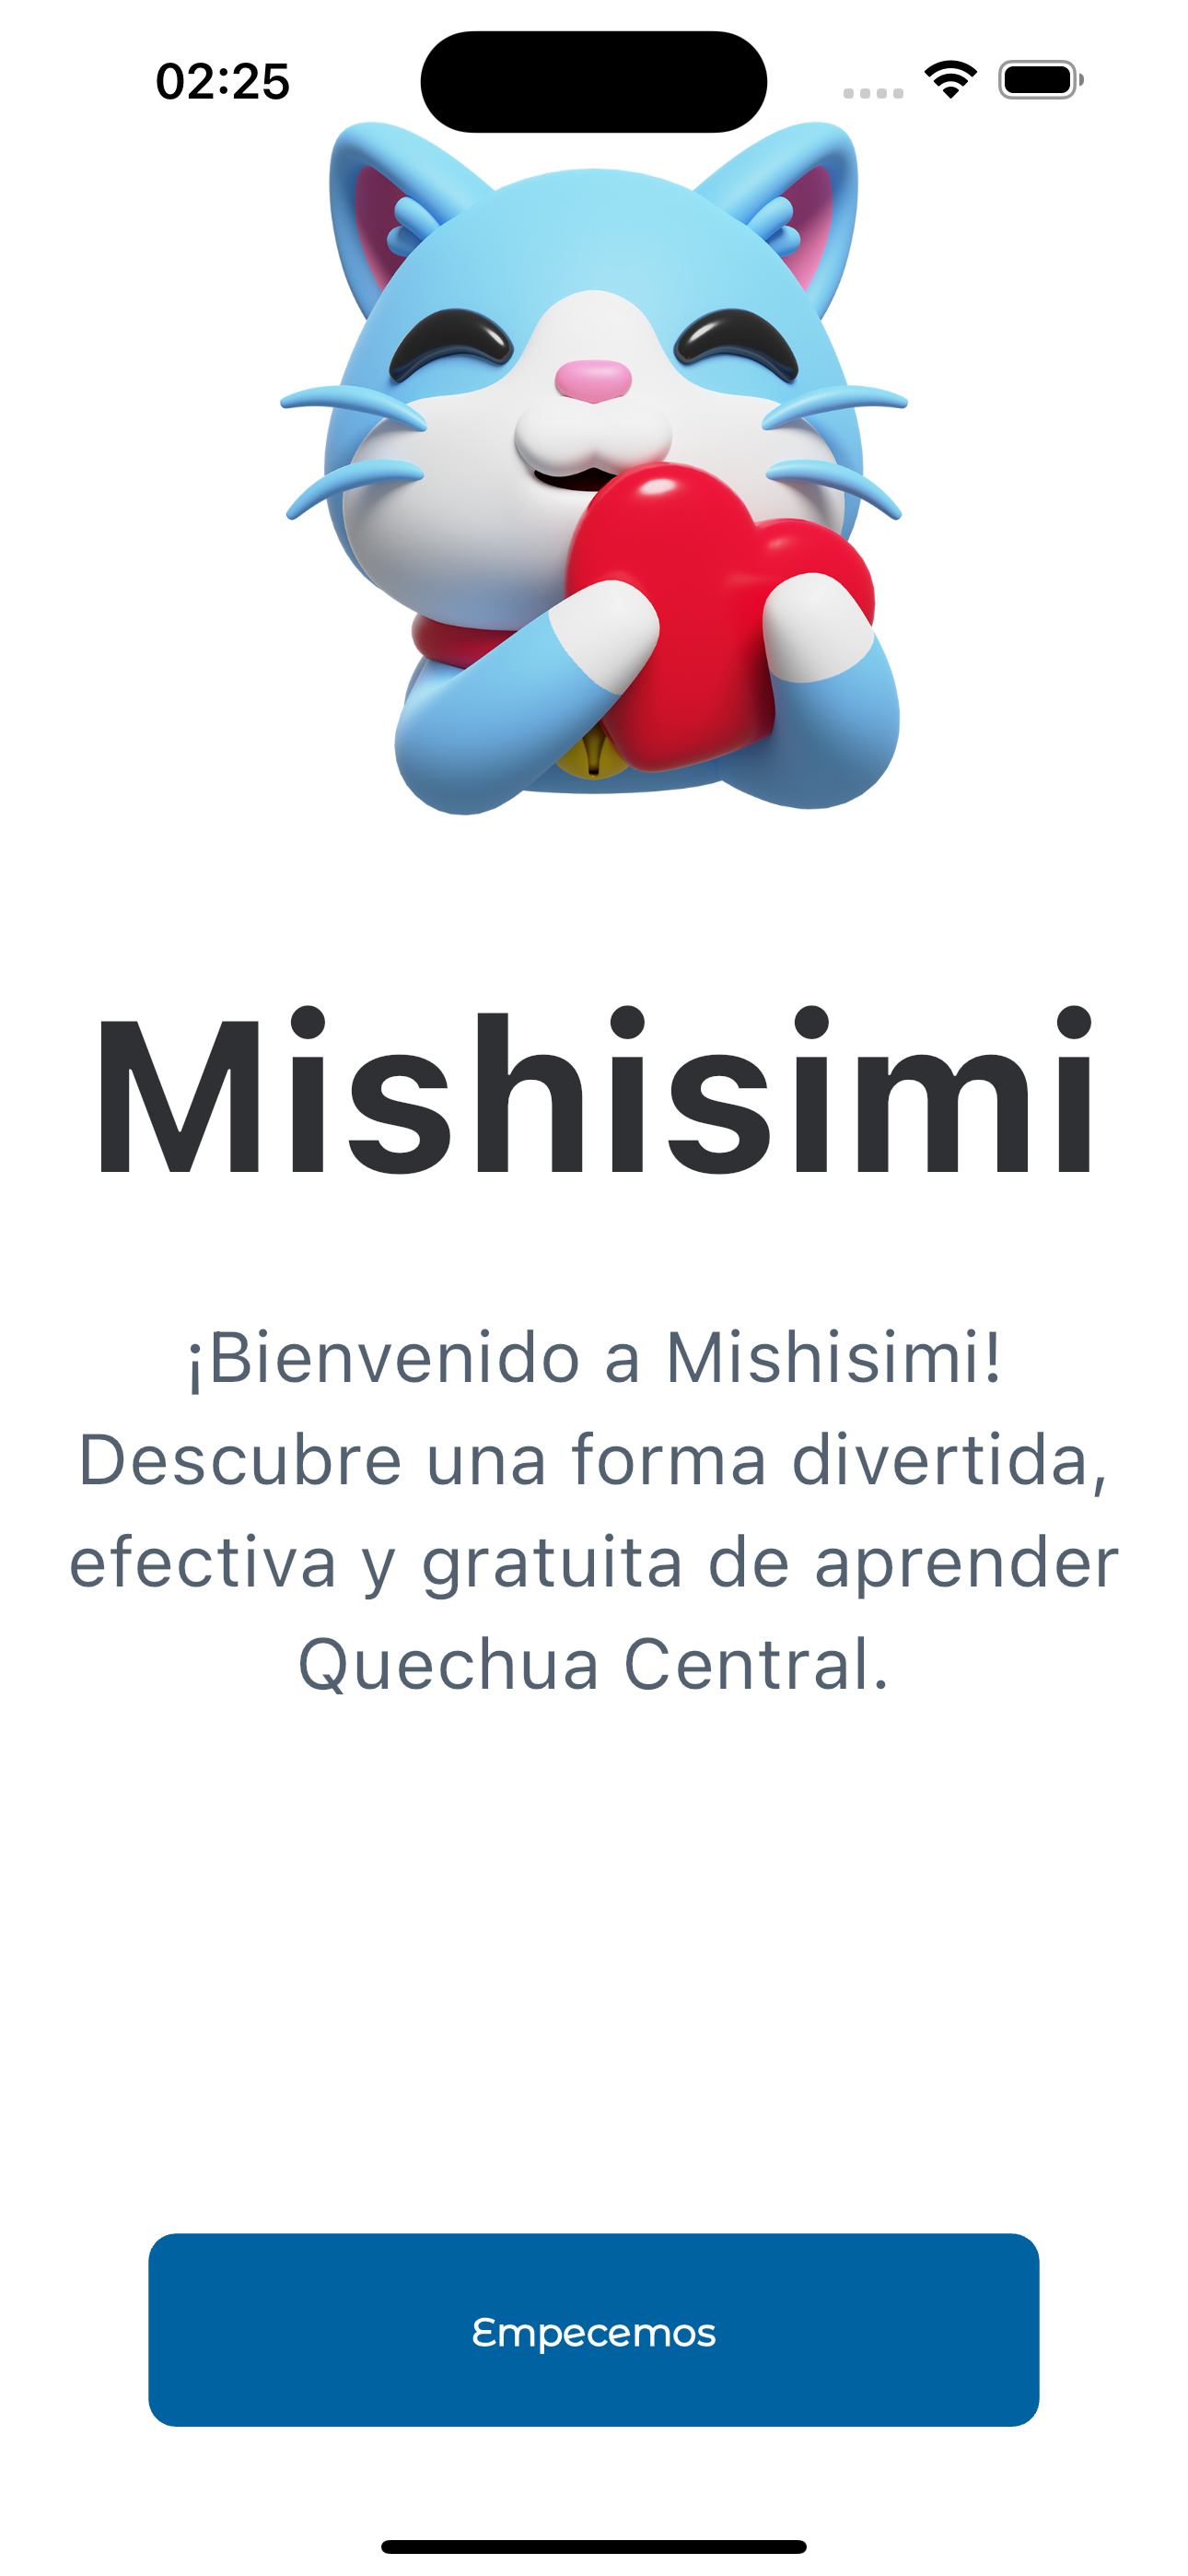 02:25
Mishisimi
¡Bienvenido a Mishisimi!
Descubre una forma divertida,
efectiva y gratuita de aprender
Quechua Central.
Empecemos